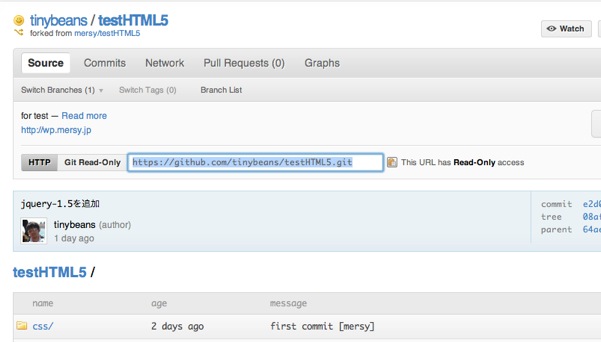 tinybeans / testHTML5
forked from mersy/testHTML5
Watch
Source Commits Network Pull Requests (0) Graphs
Switch Branches (1) ▾ Switch Tags (0) Branch List
for test — Read more
http://wp.mersy.jp
HTTP Git Read-Only https://github.com/tinybeans/testHTML5.git This URL has Read-Only access
jquery-1.5を追加
tinybeans (author)
1 day ago
commit e2d0
tree 08af
parent 64ae
testHTML5 /
name age message
css/ 2 days ago first commit [mersy]